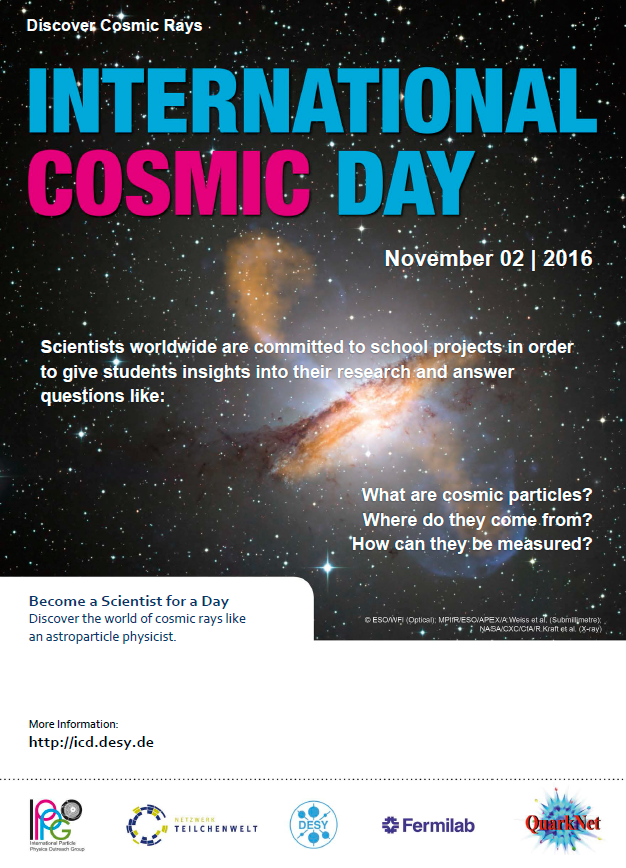 Discover Cosmic Rays
INTERNATIONAL
COSMIC DAY
November 02 | 2016
Scientists worldwide are committed to school projects in order
to give students insights into their research and answer
questions like:
What are cosmic particles?
Where do they come from?
How can they be measured?
© ESO/WFI (Optical); MPIfR/ESO/APEX/A.Weiss et al. (Submillimetre);
NASA/CXC/CfA/R.Kraft et al. (X-ray)
Become a Scientist for a Day
Discover the world of cosmic rays like
an astroparticle physicist.
More Information:
http://icd.desy.de
IPPOG
International Particle
Physics Outreach Group
NETZWERK
TEILCHENWELT
DESY
Fermilab
QuarkNet